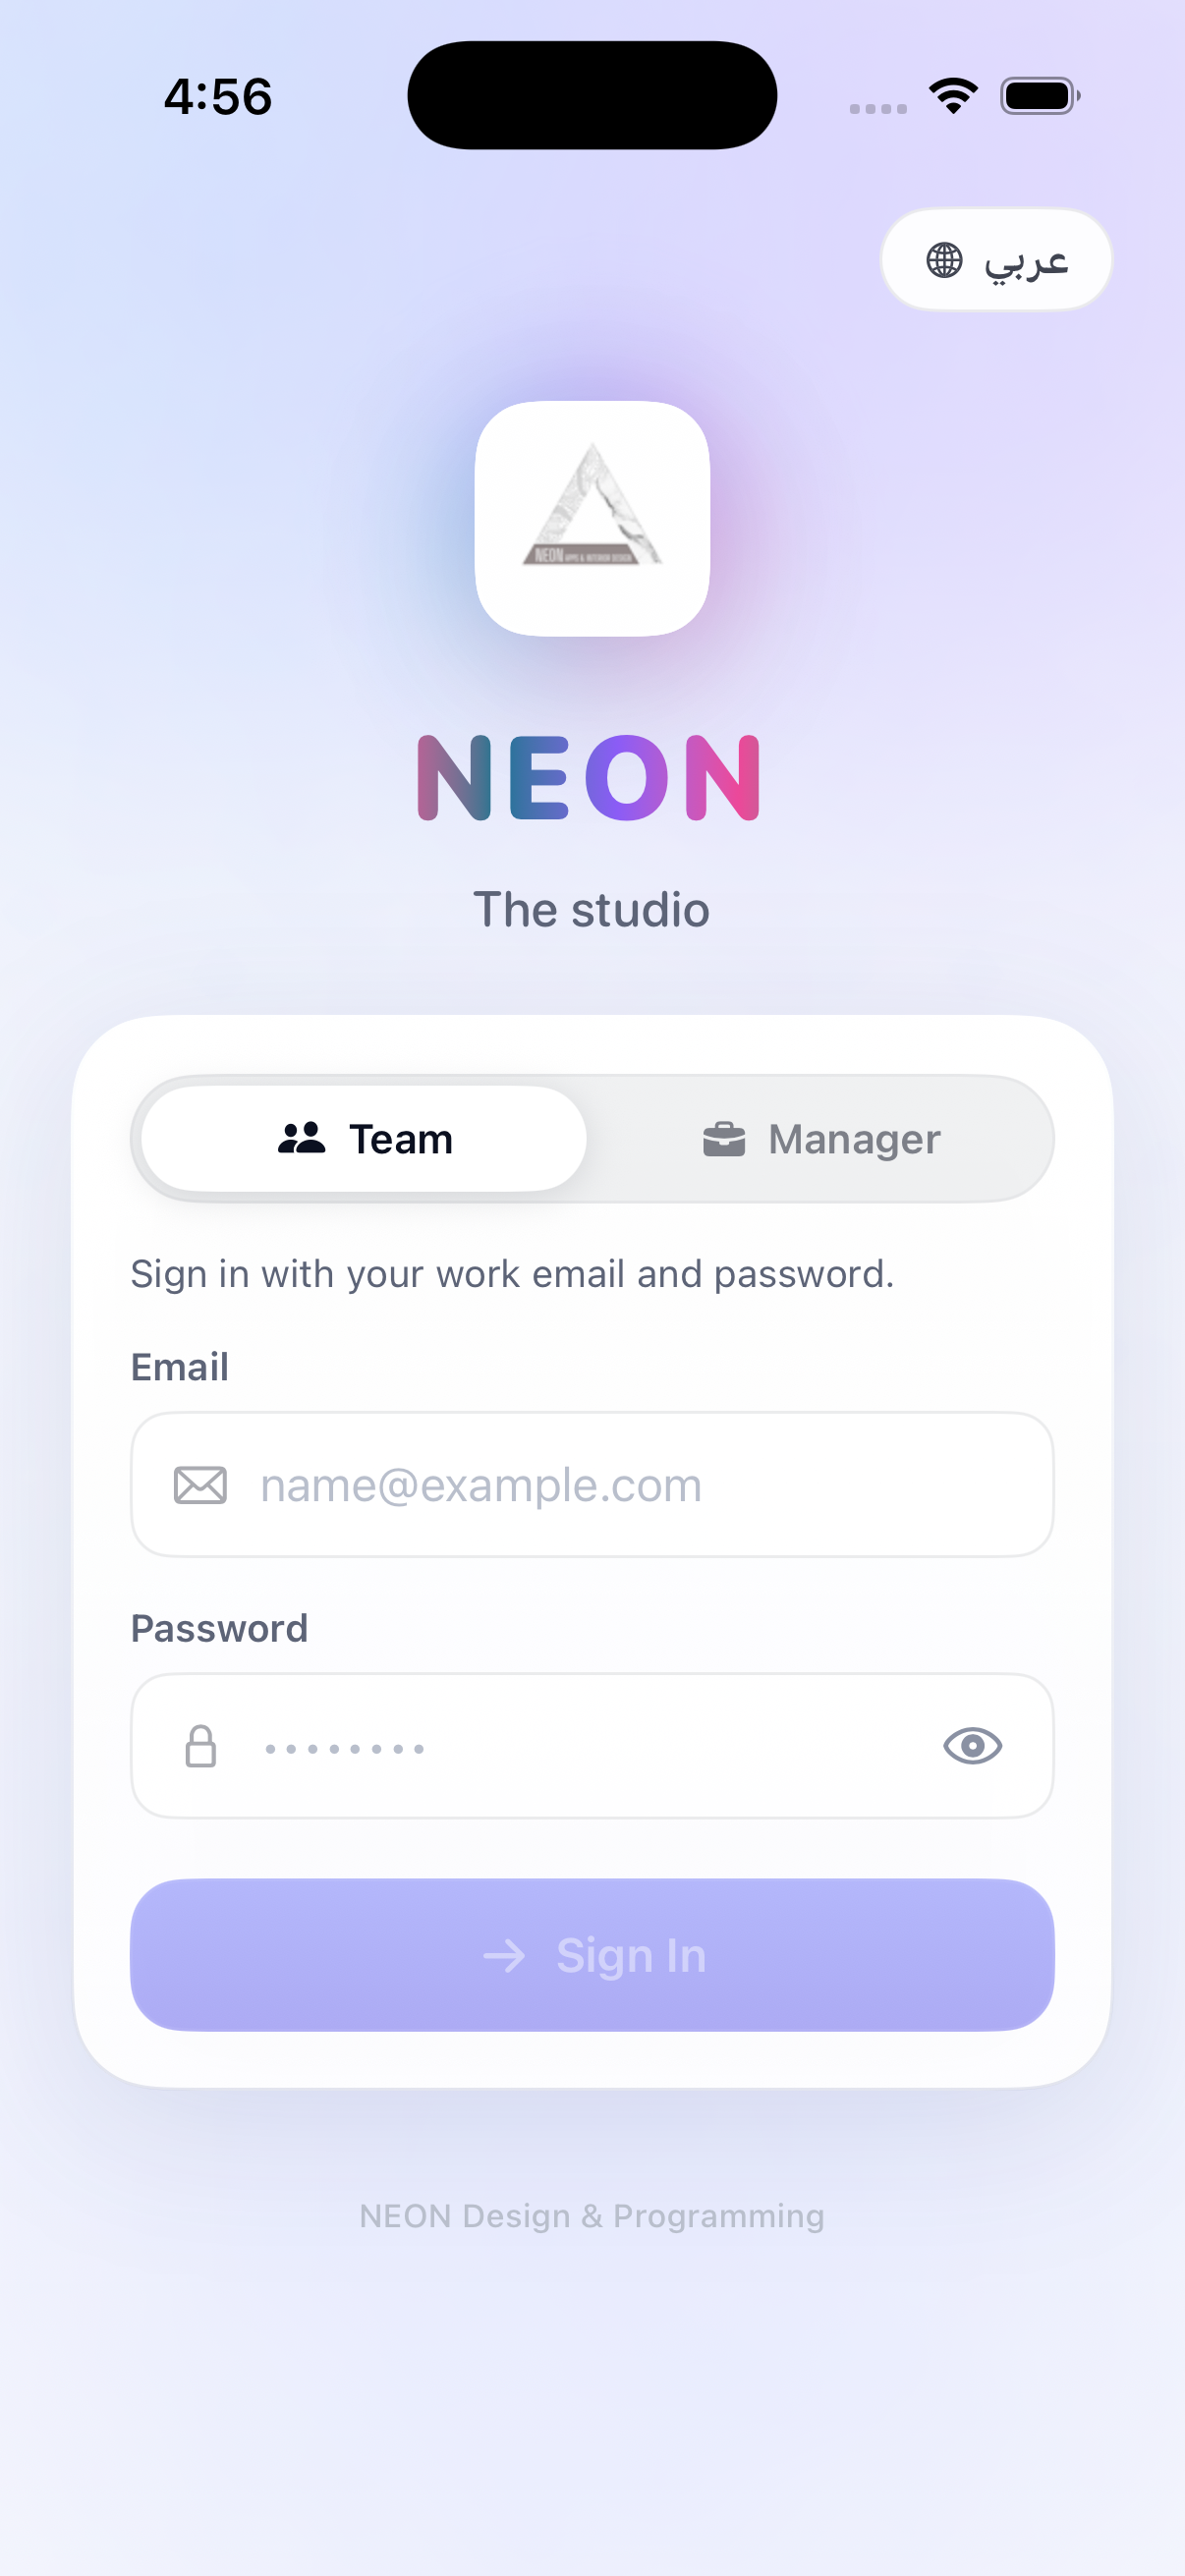 4:56
عربي
NEON
NEON
The studio
Team
Manager
Sign in with your work email and password.
Email
name@example.com
Password
Sign In
NEON Design & Programming